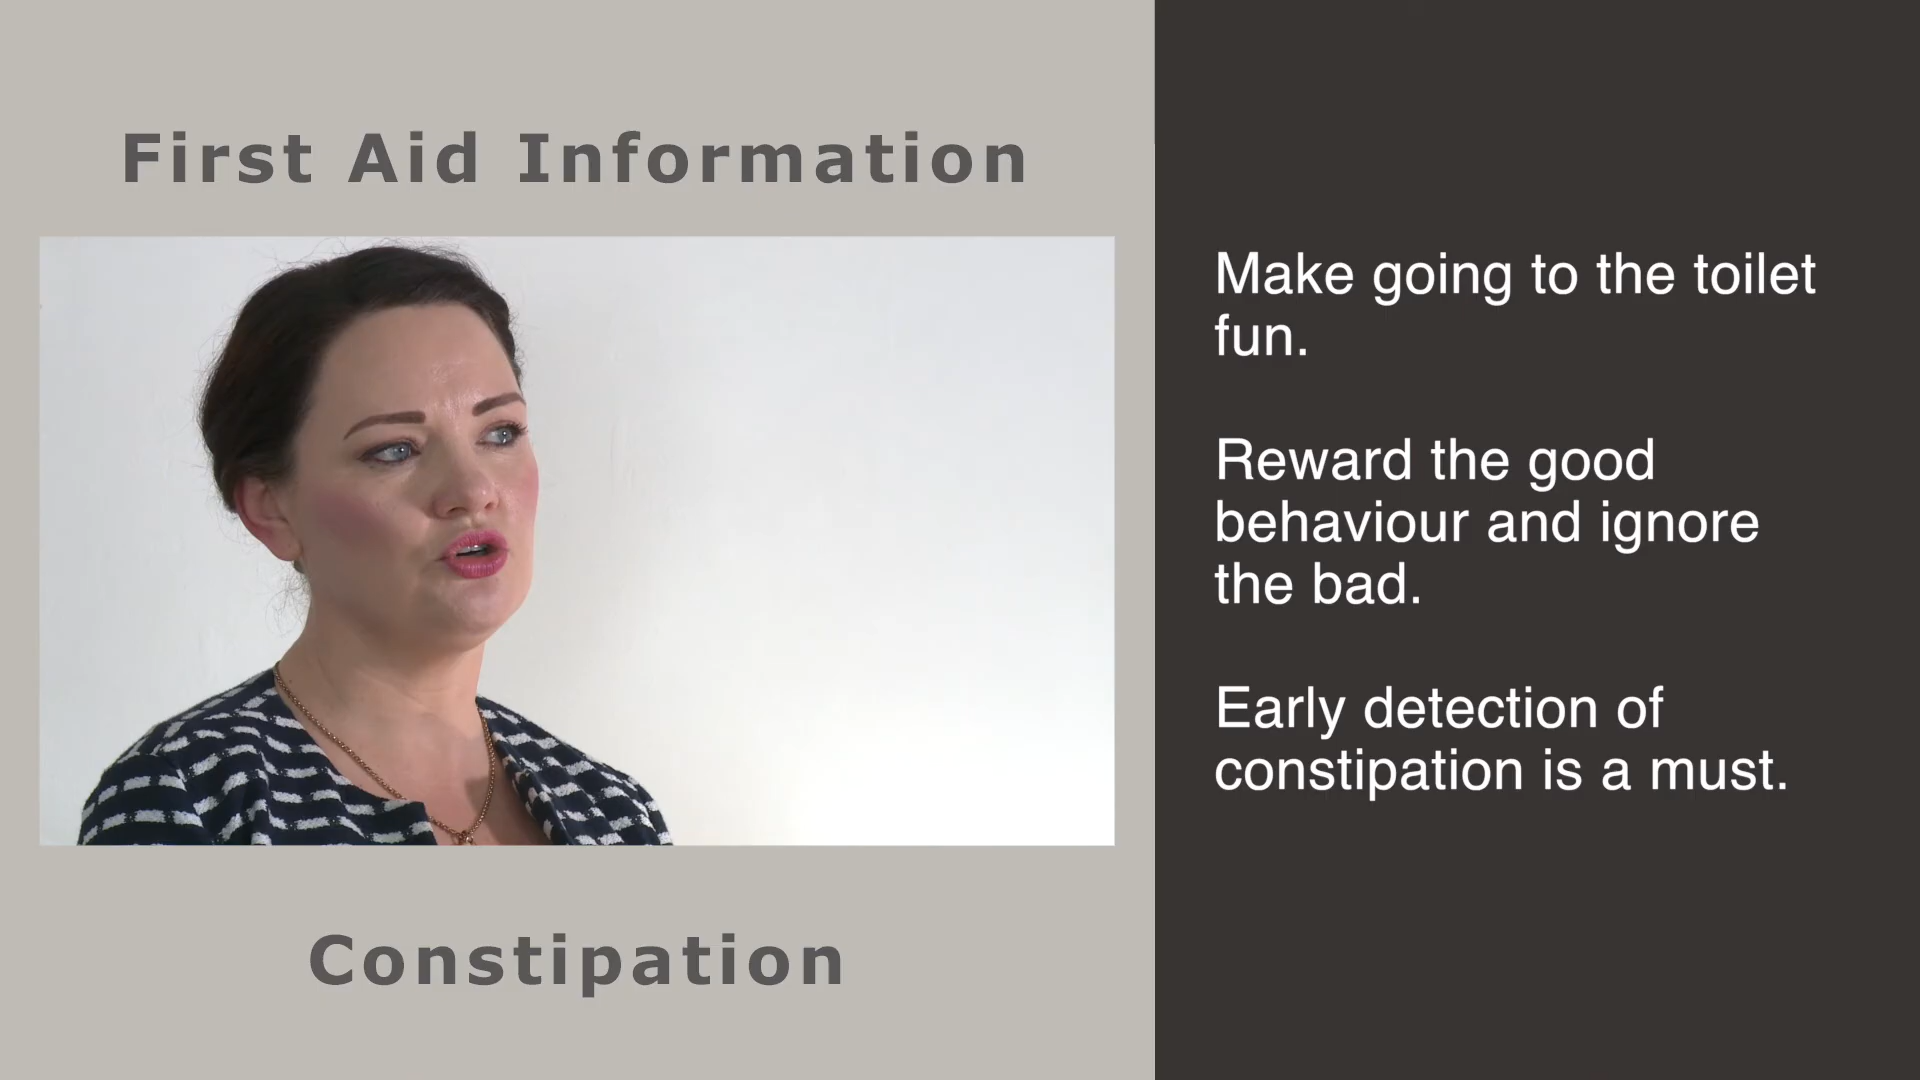 First Aid Information
Make going to the toilet
fun.
Reward the good
behaviour and ignore
the bad.
Early detection of
constipation is a must.
Constipation